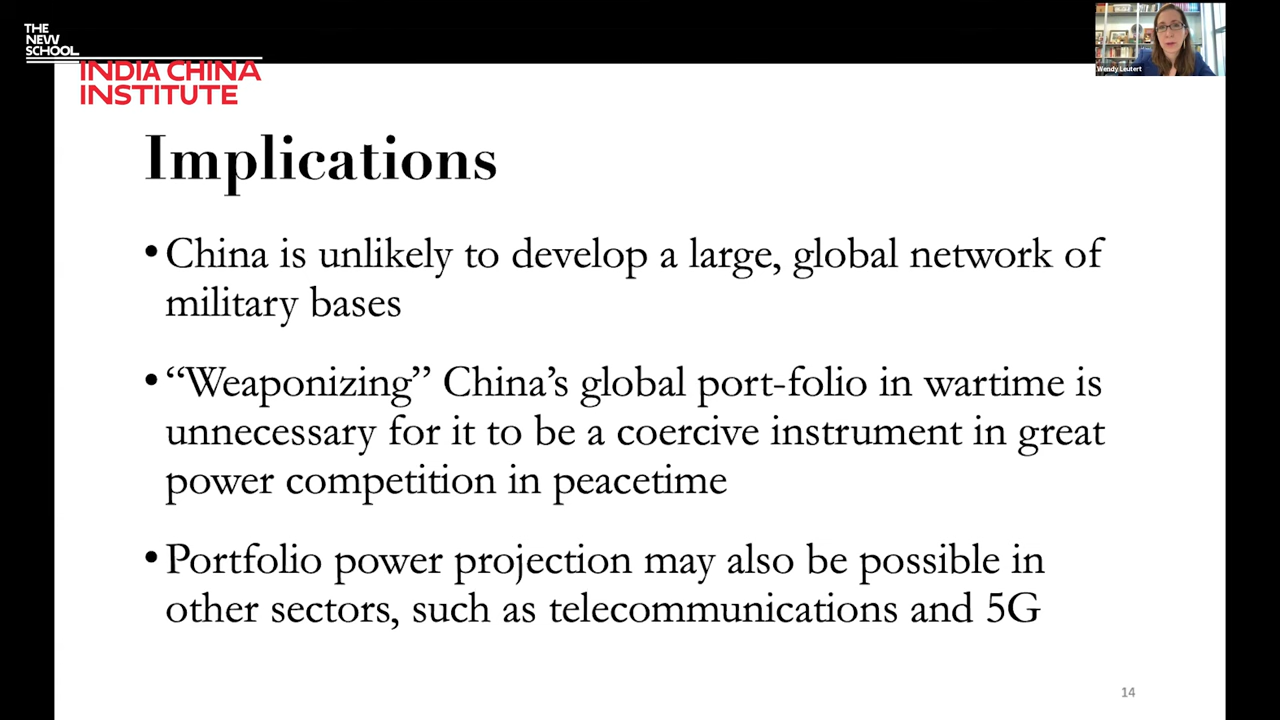 THE
NEW
SCHOOL
INDIA CHINA
INSTITUTE
Wendy Leutert
Implications
• China is unlikely to develop a large, global network of
military bases
• “Weaponizing” China’s global port-folio in wartime is
unnecessary for it to be a coercive instrument in great
power competition in peacetime
• Portfolio power projection may also be possible in
other sectors, such as telecommunications and 5G
14